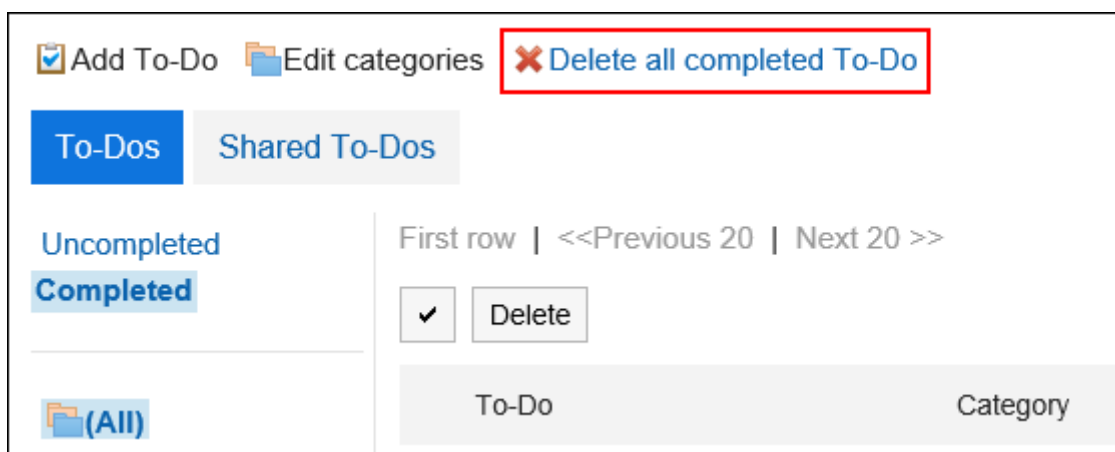 Add To-Do Edit categories Delete all completed To-Do
To-Dos Shared To-Dos
Uncompleted
Completed
(All)
First row | <<Previous 20 | Next 20 >>
Delete
To-Do Category